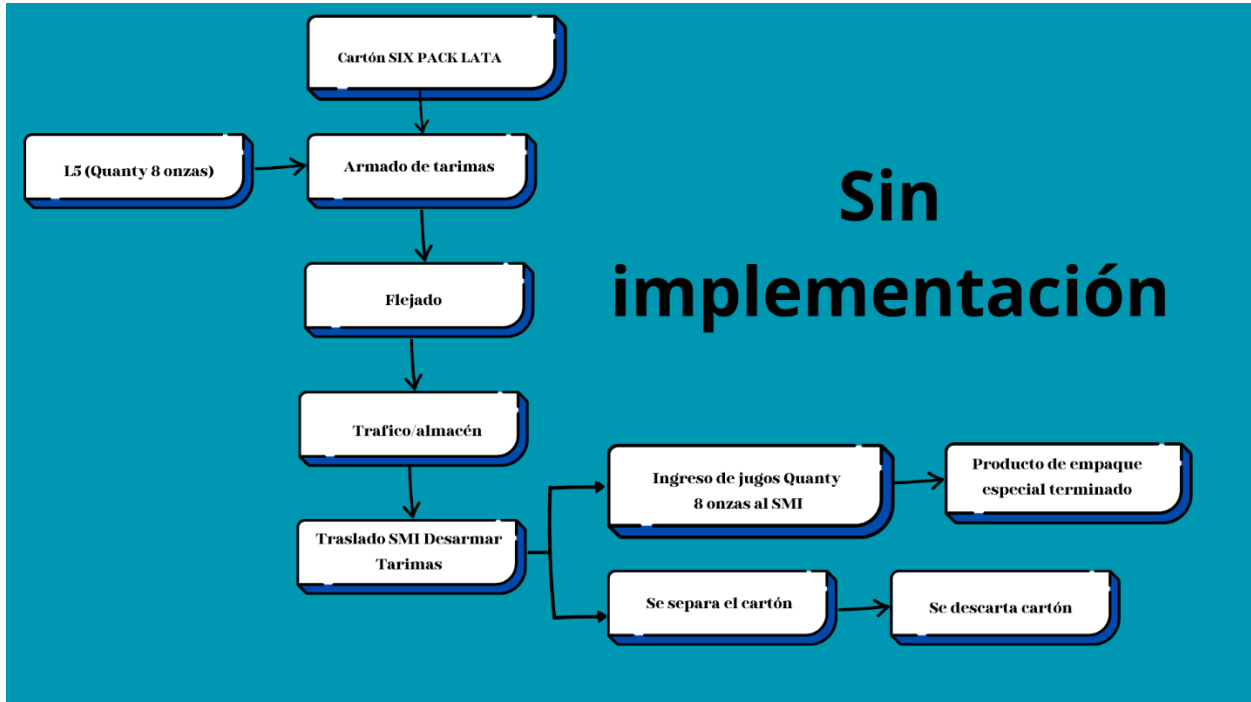 Cartón SIX PACK LATA
L5 (Quanty 8 onzas)
Armado de tarimas
Sin
implementación
Flejado
Trafico/almacén
Traslado SMI Desarmar
Tarimas
Ingreso de jugos Quanty
8 onzas al SMI
Producto de empaque
especial terminado
Se separa el cartón
Se descarta cartón